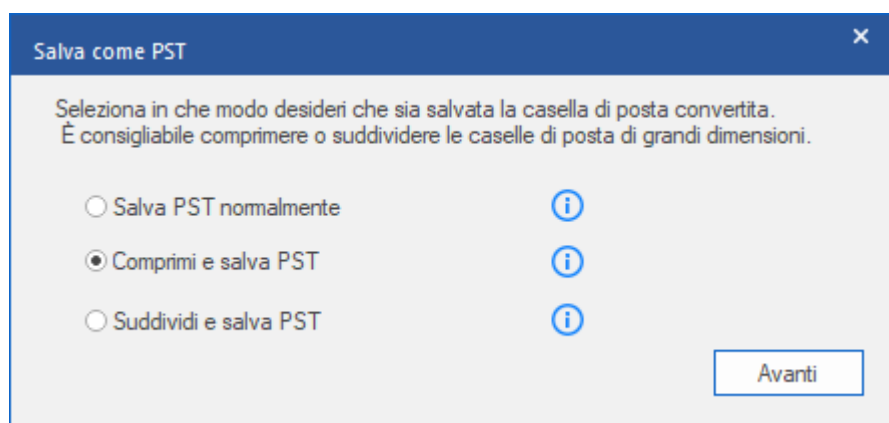 Salva come PST
Seleziona in che modo desideri che sia salvata la casella di posta convertita.
È consigliabile comprimere o suddividere le caselle di posta di grandi dimensioni.
Salva PST normalmente
Comprimi e salva PST
Suddividi e salva PST
Avanti